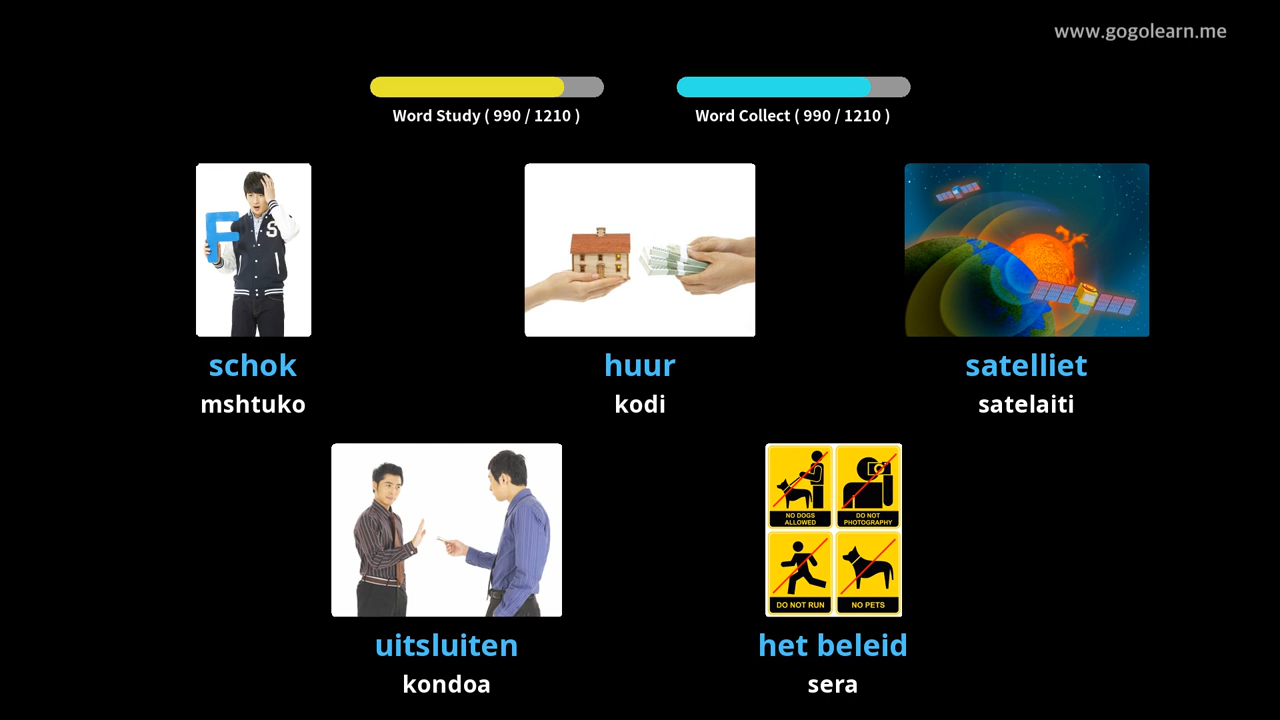 www.gogolearn.me
Word Study ( 990 / 1210 )
Word Collect ( 990 / 1210 )
F
S
schok
mshtuko
huur
kodi
satelliet
satelaiti
NO DOGS
ALLOWED
DO NOT
PHOTOGRAPHY
DO NOT RUN
NO PETS
uitsluiten
kondoa
het beleid
sera